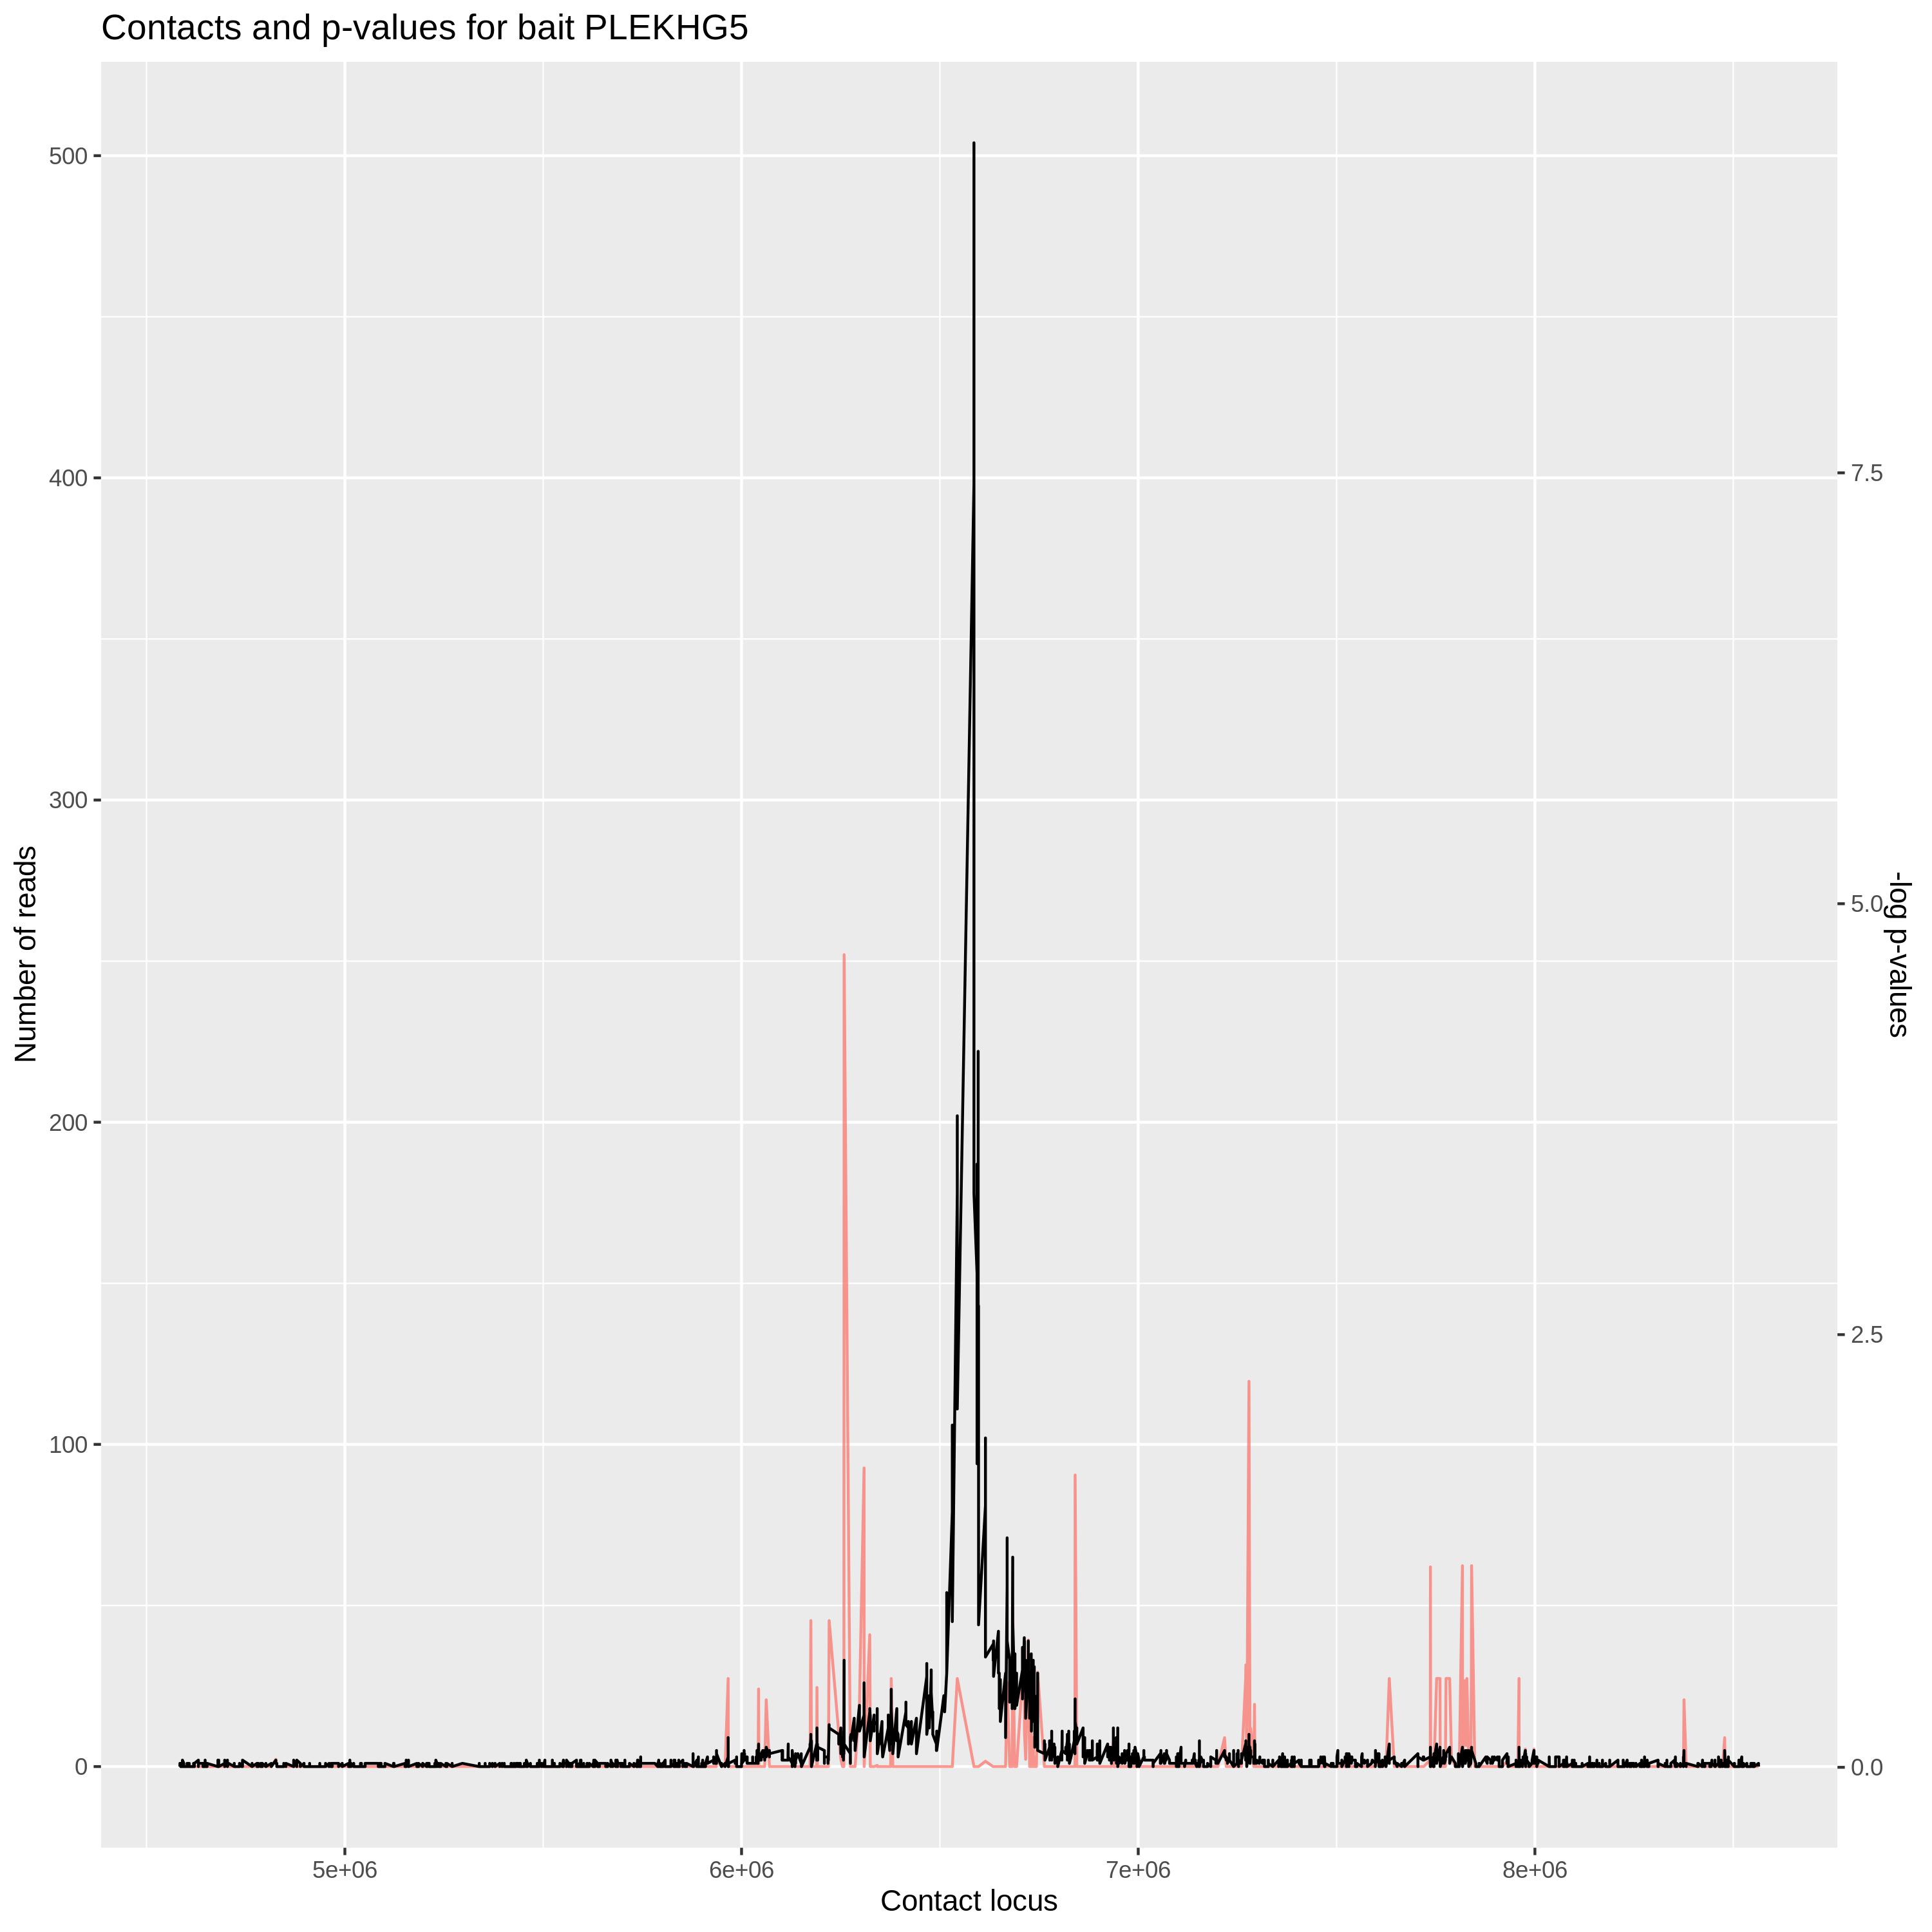 Contacts and p-values for bait PLEKHG5
500
400
300
200
100
0
Number of reads
7.5
5.0
2.5
0.0
-log p-values
5e+06
6e+06
7e+06
8e+06
Contact locus